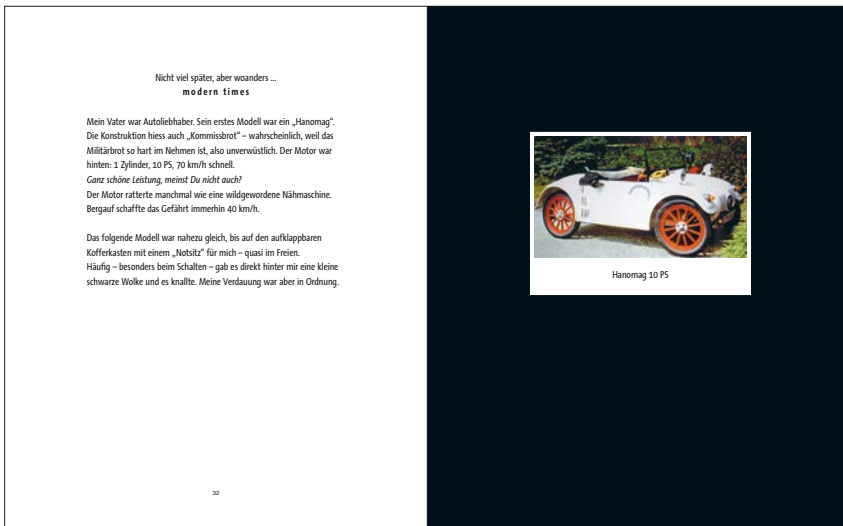 Nicht viel später, aber woanders ...
modern times
Mein Vater war Autoliebhaber. Sein erstes Modell war ein „Hanomag“.
Die Konstruktion hiess auch „Kommissbrot“ – wahrscheinlich, weil das
Militärbrot so hart im Nehmen ist, also unverwüstlich. Der Motor war
hinten: 1 Zylinder, 10 PS, 70 km/h schnell.
Ganz schöne Leistung, meinst Du nicht auch?
Der Motor ratterte manchmal wie eine wildgewordene Nähmaschine.
Bergauf schaffte das Gefährt immerhin 40 km/h.
Das folgende Modell war nahezu gleich, bis auf den aufklappbaren
Kofferkasten mit einem „Notsitz“ für mich – quasi im Freien.
Häufig – besonders beim Schalten – gab es direkt hinter mir eine kleine
schwarze Wolke und es knallte. Meine Verdauung war aber in Ordnung.
32
Hanomag 10 PS